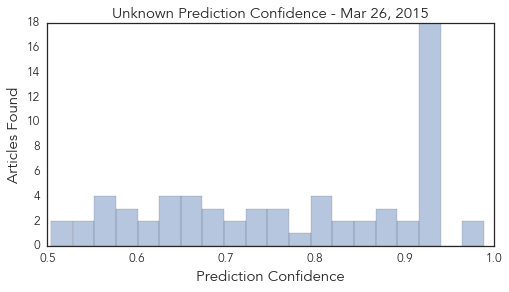 Unknown Prediction Confidence - Mar 26, 2015
18
16
14
12
10
8
6
4
2
0
Articles Found
0.5 0.6 0.7 0.8 0.9 1.0
Prediction Confidence